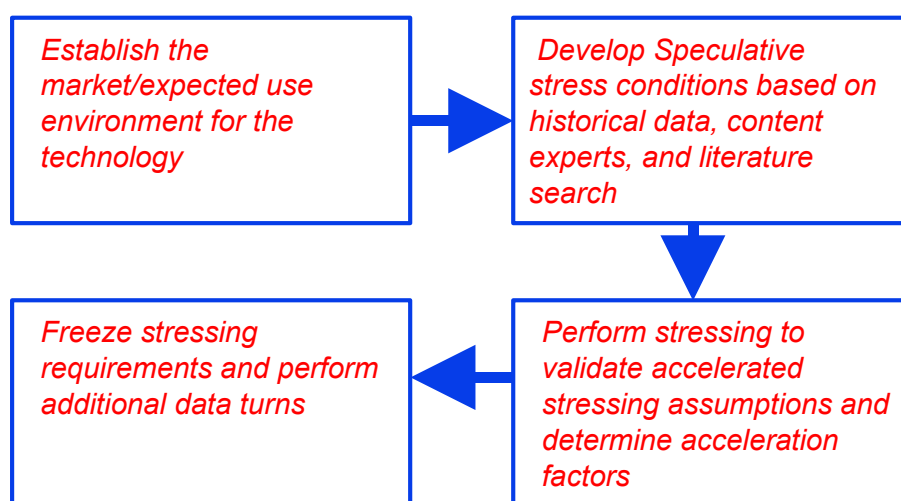 Establish the
market/expected use
environment for the
technology
Develop Speculative
stress conditions based on
historical data, content
experts, and literature
search
Perform stressing to
validate accelerated
stressing assumptions and
determine acceleration
factors
Freeze stressing
requirements and perform
additional data turns